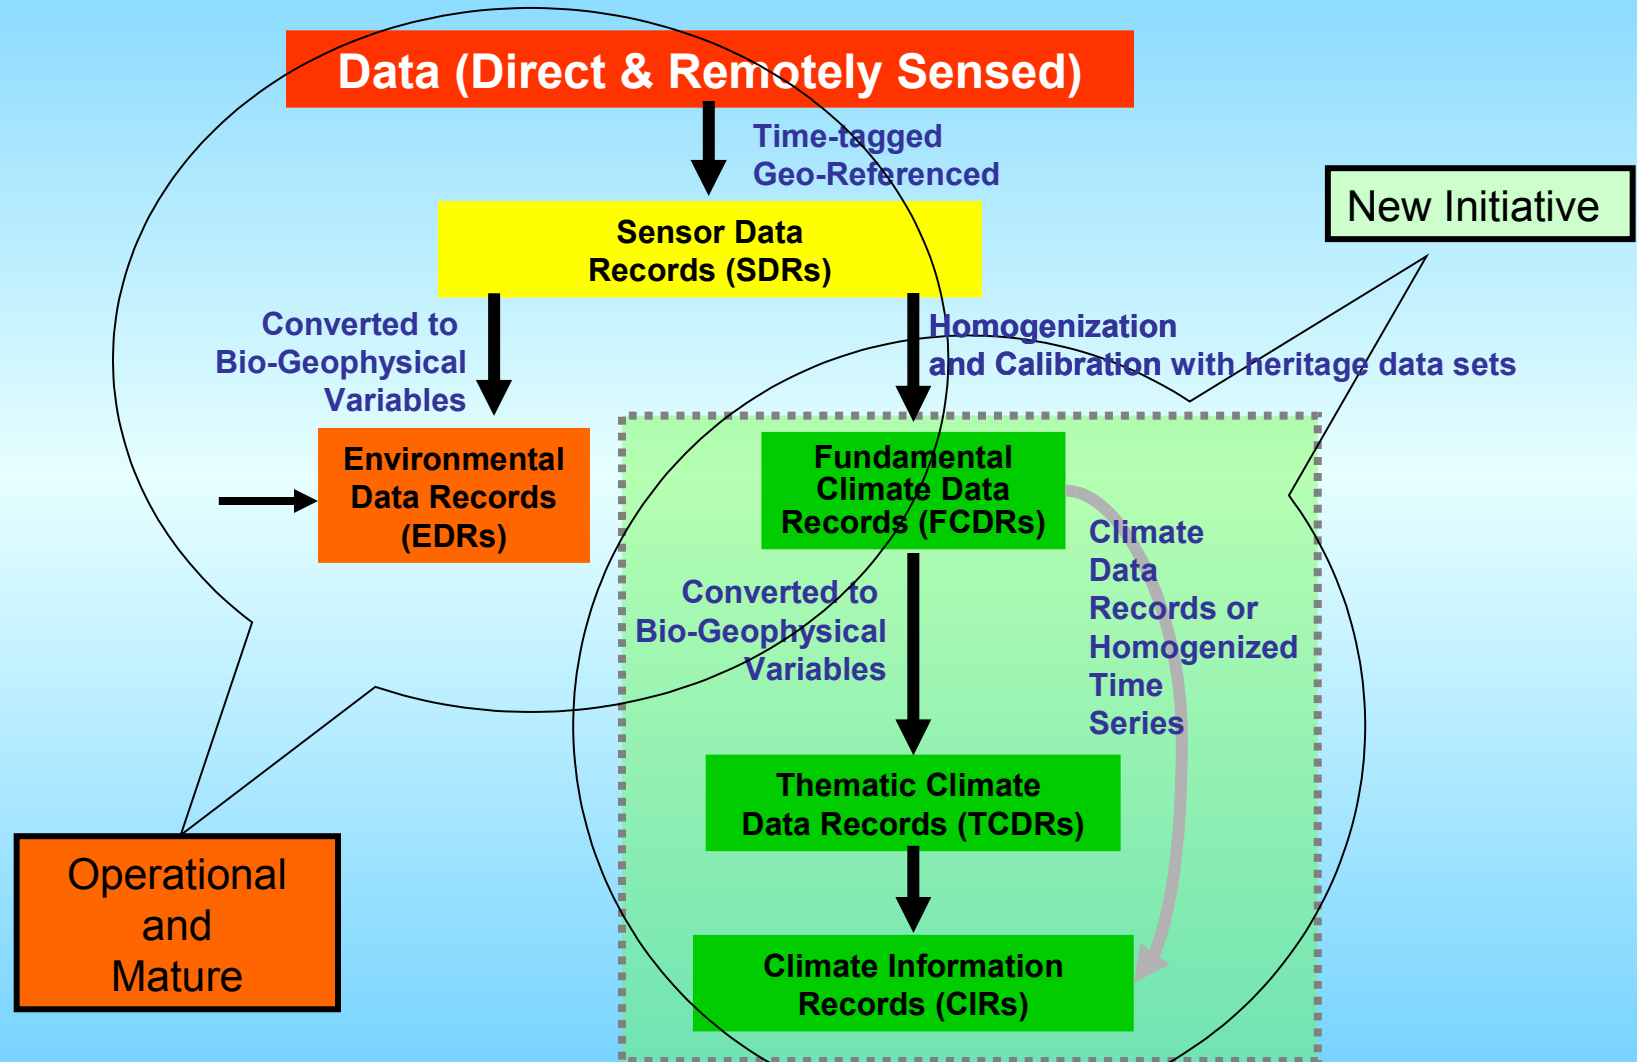 Data (Direct & Remotely Sensed)
Time-tagged
Geo-Referenced
New Initiative
Sensor Data
Records (SDRs)
Converted to
Bio-Geophysical
Variables
Homogenization
and Calibration with heritage data sets
Environmental
Data Records
(EDRs)
Fundamental
Climate Data
Records (FCDRs)
Climate
Data
Records or
Homogenized
Time
Series
Converted to
Bio-Geophysical
Variables
Thematic Climate
Data Records (TCDRs)
Operational
and
Mature
Climate Information
Records (CIRs)